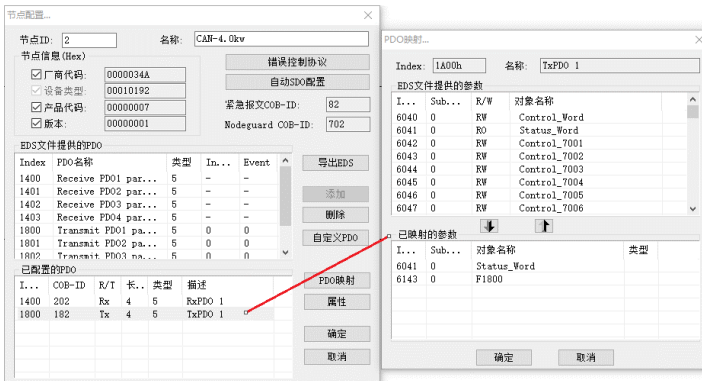 节点配置...
节点ID: 2 名称: CAN-4.0kw
节点信息(Hex)
厂商代码: 0000034A
设备类型: 00010192
产品代码: 00000007
版本: 00000001
错误控制协议
自动SDO配置
紧急报文COB-ID: 82
Nodeguard COB-ID: 702
EDS文件提供的PDO
Index PDO名称 类型 In... Event
1400 Receive PDO1 par... 5 - -
1401 Receive PDO2 par... 5 - -
1402 Receive PDO3 par... 5 - -
1403 Receive PDO4 par... 5 - -
1800 Transmit PDO1 pa... 5 0 0
1801 Transmit PDO2 pa... 5 0 0
1802 Transmit PDO3 pa... 5 0 0
导出EDS
添加
删除
自定义PDO
已配置的PDO
I... COB-ID R/T 长.. 类型 描述
1400 202 Rx 4 5 RxPDO 1
1800 182 Tx 4 5 TxPDO 1
PDO映射
属性
确定
取消
PDO映射...
Index: 1A00h 名称: TxPDO 1
EDS文件提供的参数
I... Sub... R/W 对象名称
6040 0 RW Control_Word
6041 0 RO Status_Word
6042 0 RW Control_7001
6043 0 RW Control_7002
6044 0 RW Control_7003
6045 0 RW Control_7004
6046 0 RW Control_7005
6047 0 RW Control_7006
已映射的参数
I... Sub... 对象名称 类型
6041 0 Status_Word
6143 0 F1800
确定 取消